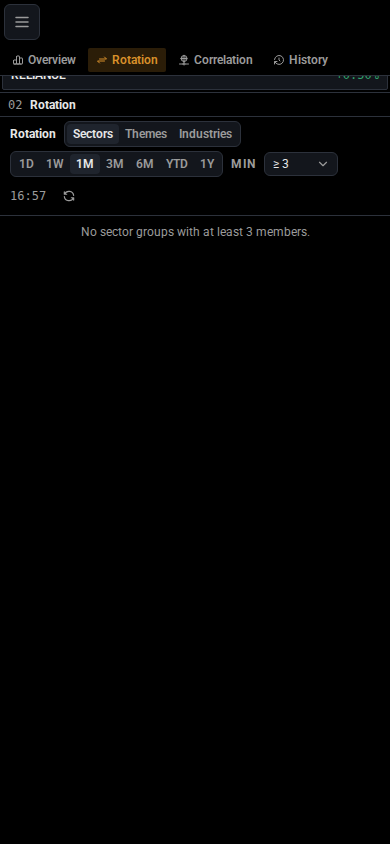 Overview Rotation Correlation History
RELIANCE
02 Rotation
Rotation Sectors Themes Industries
1D 1W 1M 3M 6M YTD 1Y MIN ≥ 3
16:57
No sector groups with at least 3 members.